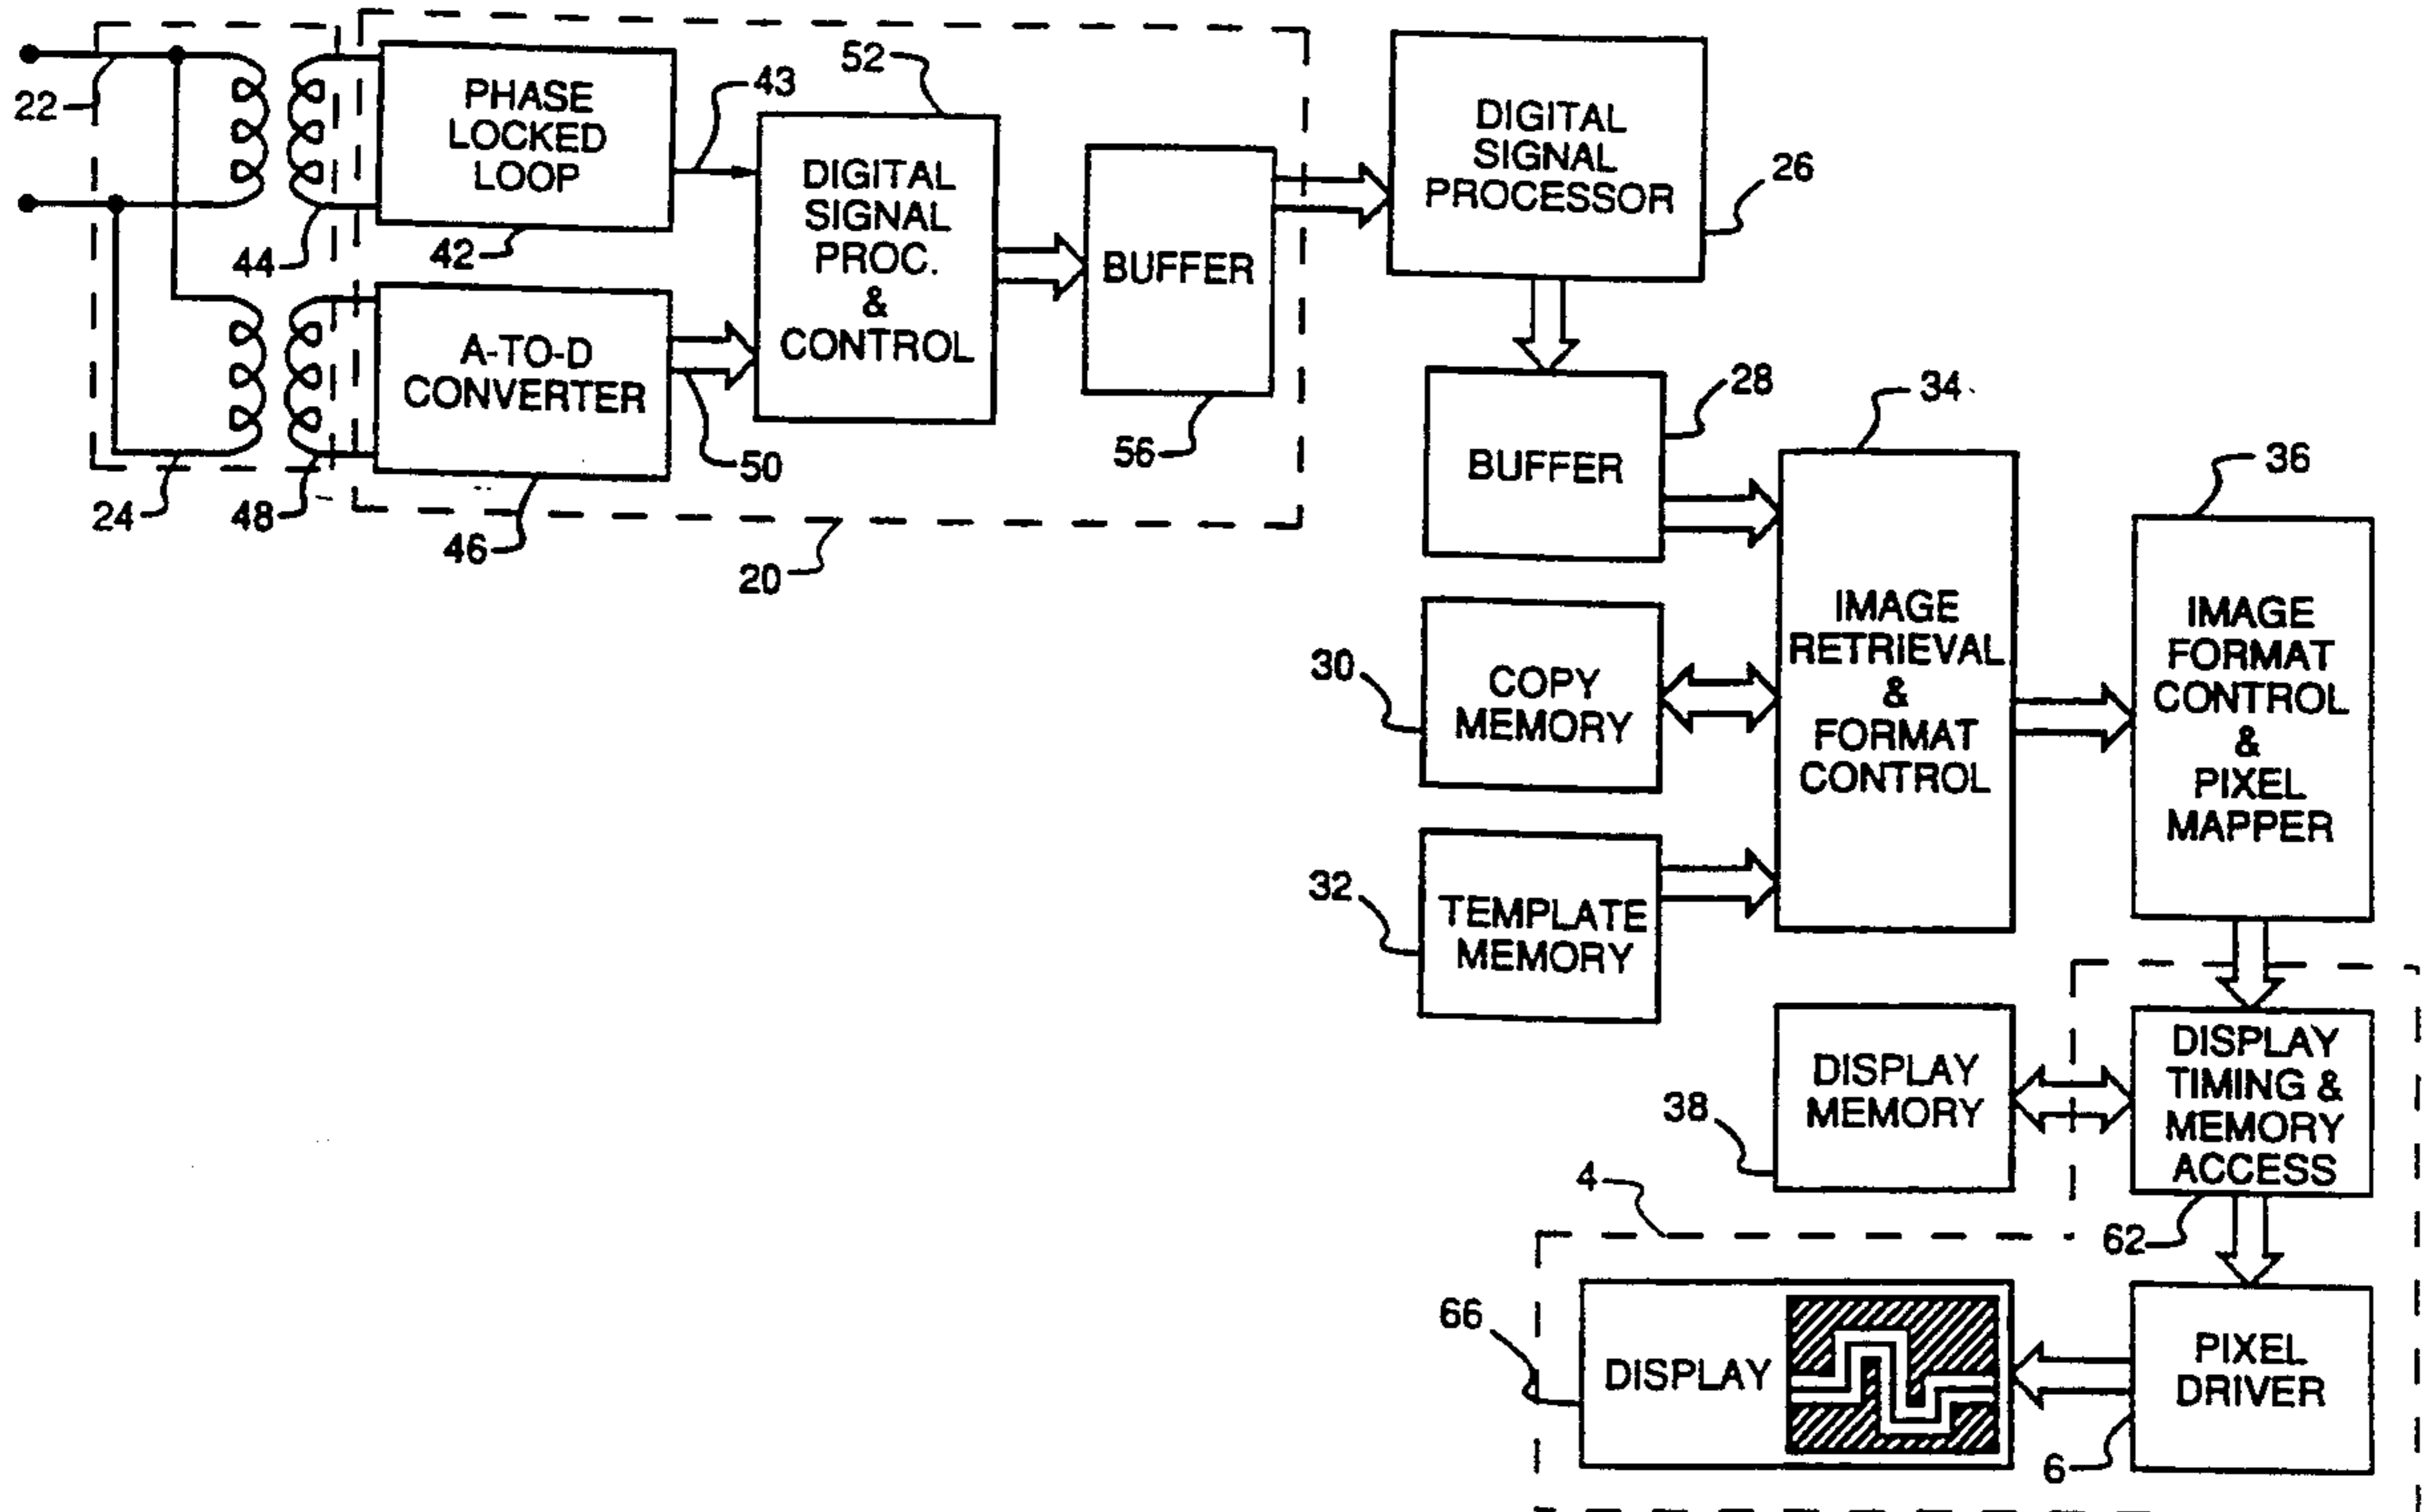 22
PHASE
LOCKED
LOOP
43
52
44
42
DIGITAL
SIGNAL
PROC.
&
CONTROL
BUFFER
DIGITAL
SIGNAL
PROCESSOR
26
A-TO-D
CONVERTER
50
56
24
48
46
20
28
BUFFER
34
36
30
COPY
MEMORY
IMAGE
RETRIEVAL
&
FORMAT
CONTROL
IMAGE
FORMAT
CONTROL
&
PIXEL
MAPPER
32
TEMPLATE
MEMORY
38
DISPLAY
MEMORY
DISPLAY
TIMING &
MEMORY
ACCESS
4
62
66
DISPLAY
PIXEL
DRIVER
6